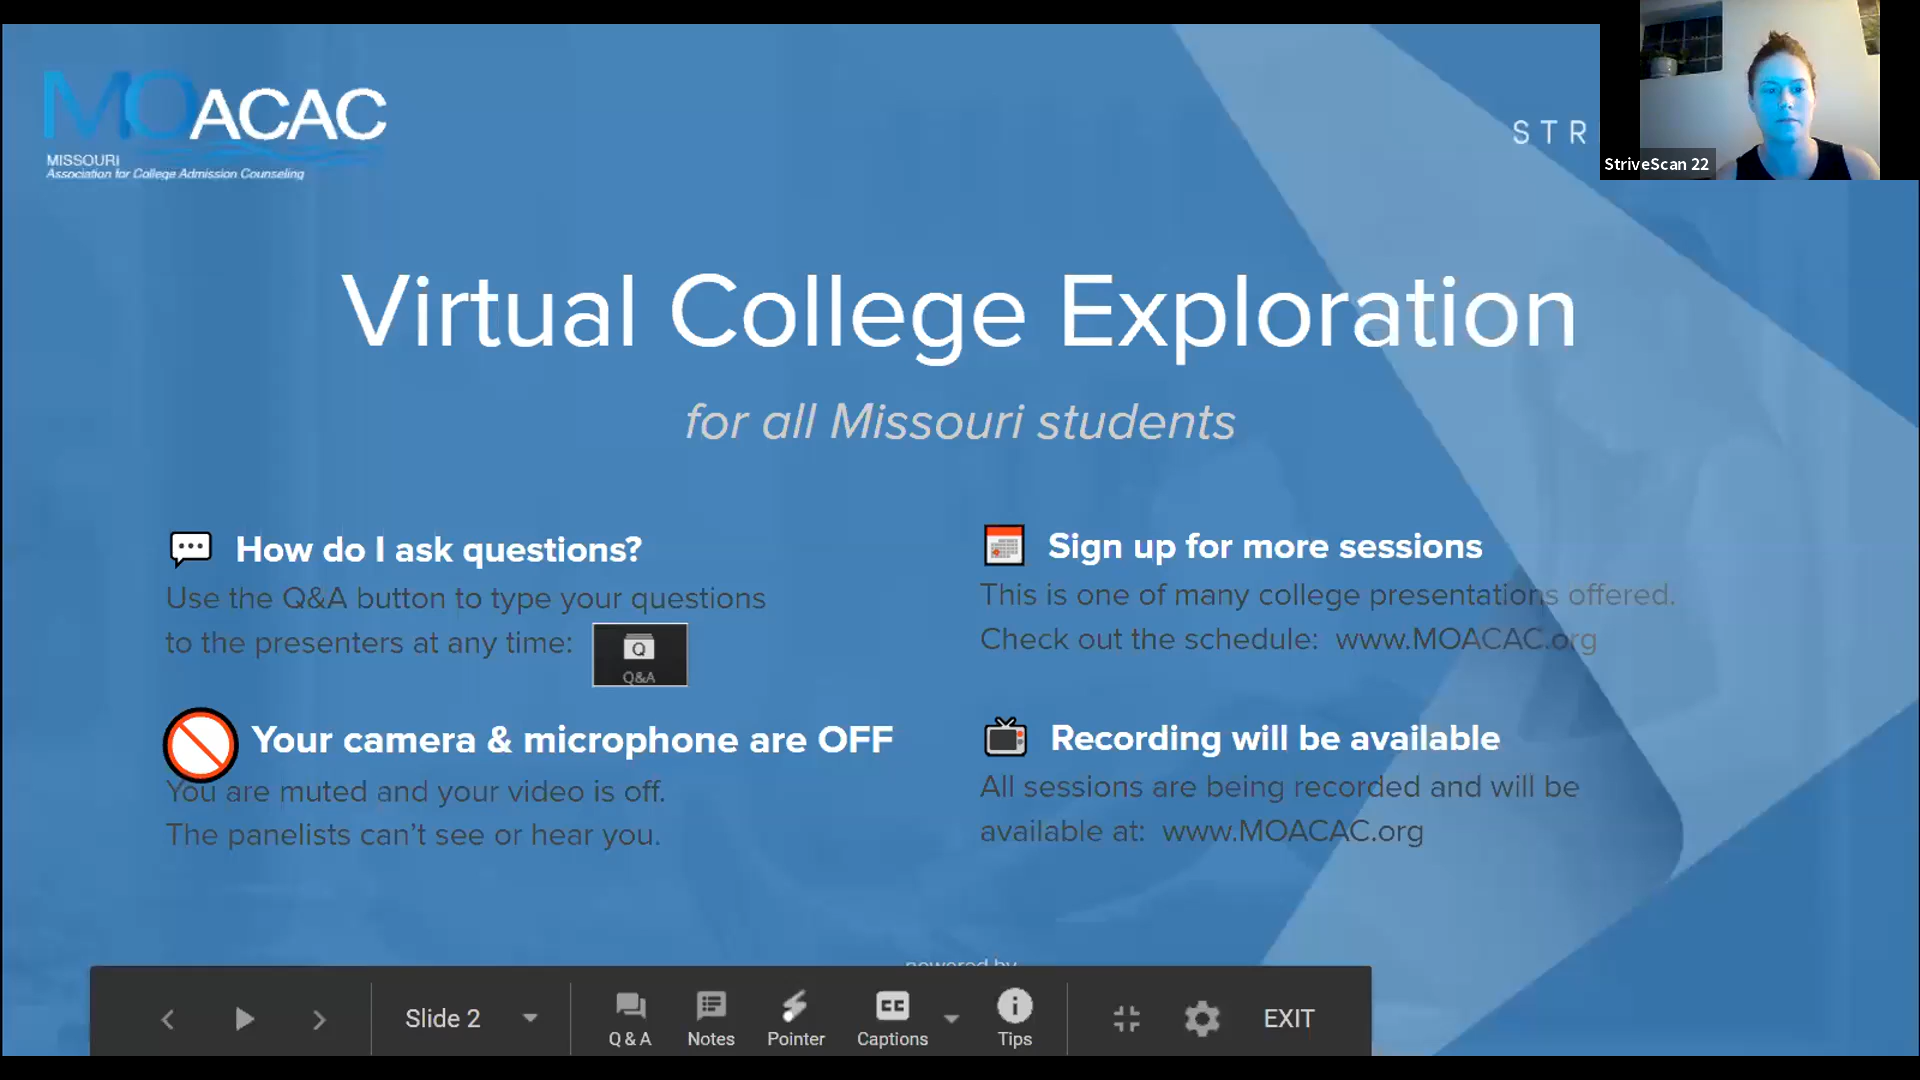 MOACAC
MISSOURI
Association for College Admission Counseling
STR
StriveScan 22
Virtual College Exploration
for all Missouri students
How do I ask questions?
Use the Q&A button to type your questions
to the presenters at any time:
Q
Q&A
Sign up for more sessions
This is one of many college presentations offered.
Check out the schedule: www.MOACAC.org
Your camera & microphone are OFF
You are muted and your video is off.
The panelists can't see or hear you.
Recording will be available
All sessions are being recorded and will be
available at: www.MOACAC.org
powered by
Slide 2
Q & A
Notes
Pointer
CC
Captions
Tips
EXIT